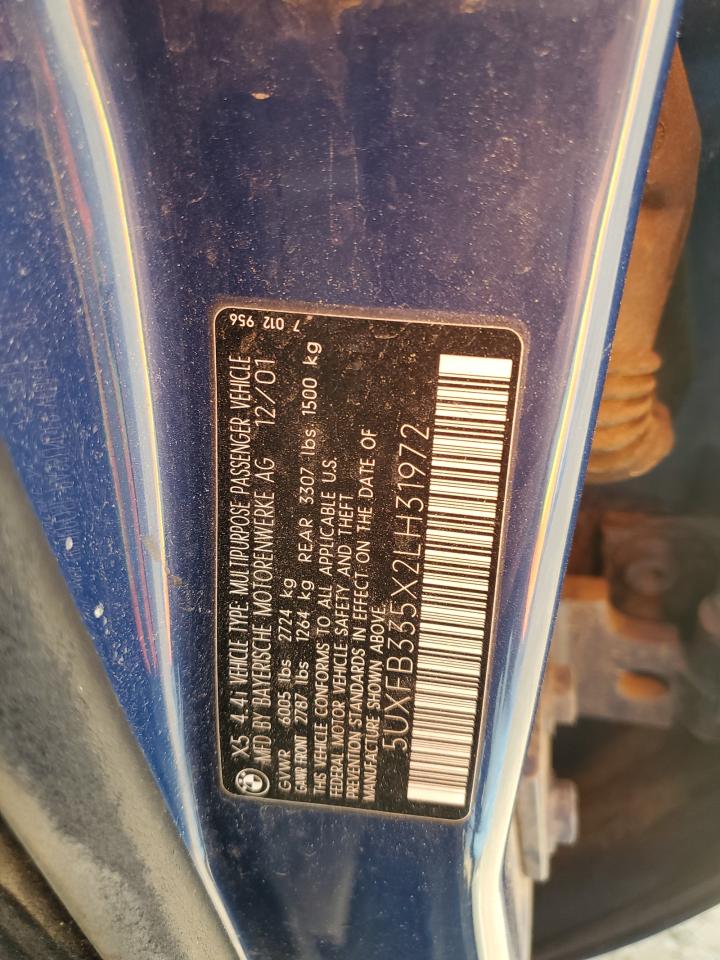 7 012 956
X5 4.4i VEHICLE TYPE: MULTIPURPOSE PASSENGER VEHICLE
MFD BY BAYERISCHE MOTORENWERKE AG 12/01
GVWR 6005 lbs 2724 kg
GAWR FRONT 2787 lbs 1264 kg REAR 3307 lbs 1500 kg
THIS VEHICLE CONFORMS TO ALL APPLICABLE U.S.
FEDERAL MOTOR VEHICLE SAFETY AND THEFT
PREVENTION STANDARDS IN EFFECT ON THE DATE OF
MANUFACTURE SHOWN ABOVE.
5UXFB335X2LH31972